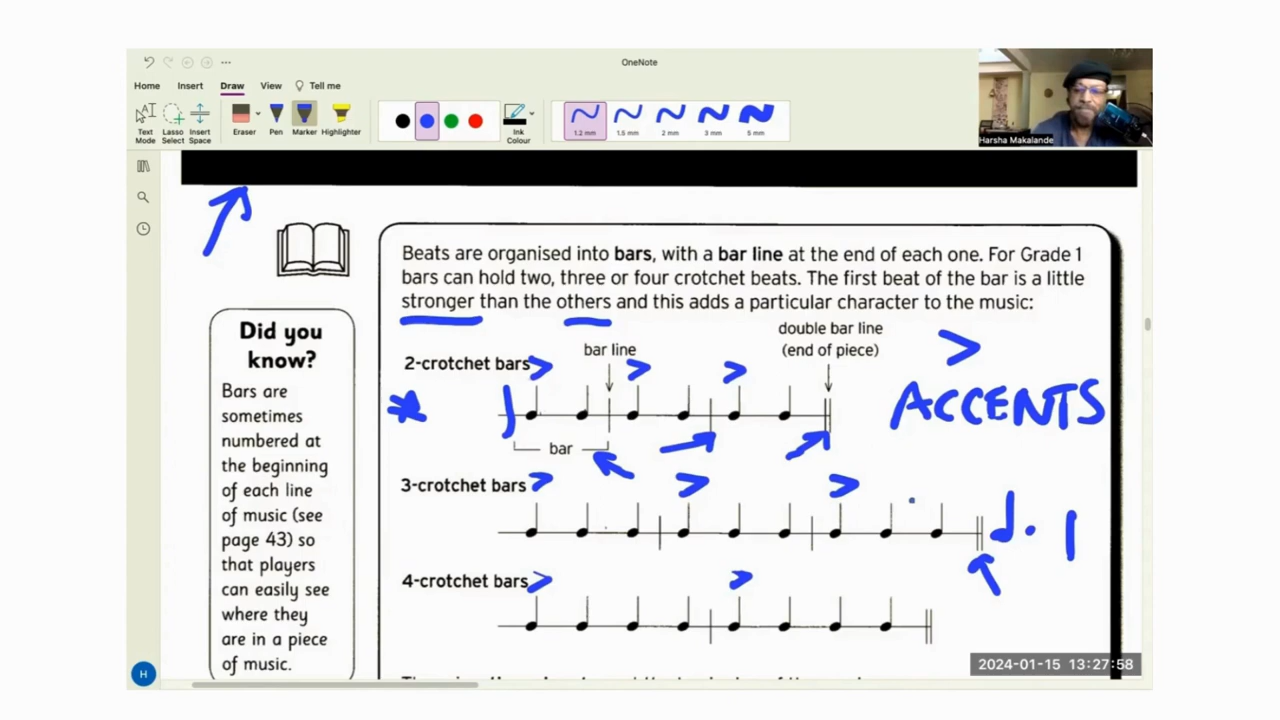 OneNote
Home Insert Draw View Tell me
Text Mode
Lasso Select
Insert Space
Eraser
Pen
Marker
Highlighter
Ink Colour
1.2 mm
1.5 mm
2 mm
3 mm
5 mm
Harsha Makalande
Beats are organised into bars, with a bar line at the end of each one. For Grade 1
bars can hold two, three or four crotchet beats. The first beat of the bar is a little
stronger than the others and this adds a particular character to the music:
Did you
know?
Bars are
sometimes
numbered at
the beginning
of each line
of music (see
page 43) so
that players
can easily see
where they
are in a piece
of music.
double bar line
(end of piece)
bar line
2-crotchet bars
ACCENTS
bar
3-crotchet bars
4-crotchet bars
H
2024-01-15 13:27:58